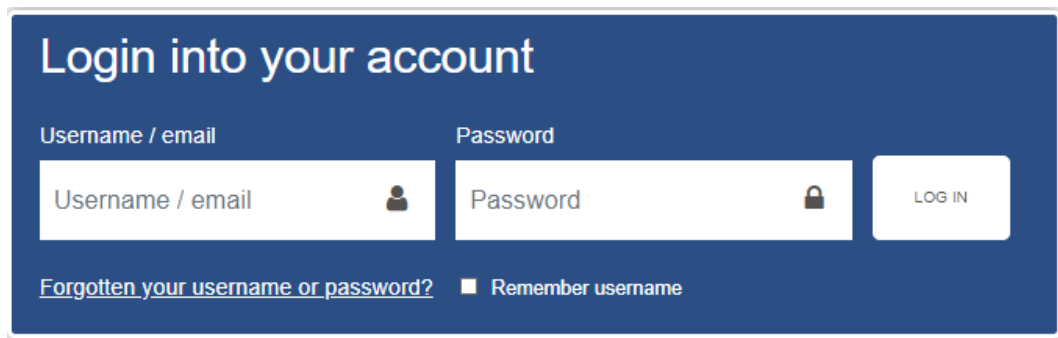 Login into your account
Username / email Password
Username / email Password LOG IN
Forgotten your username or password? Remember username